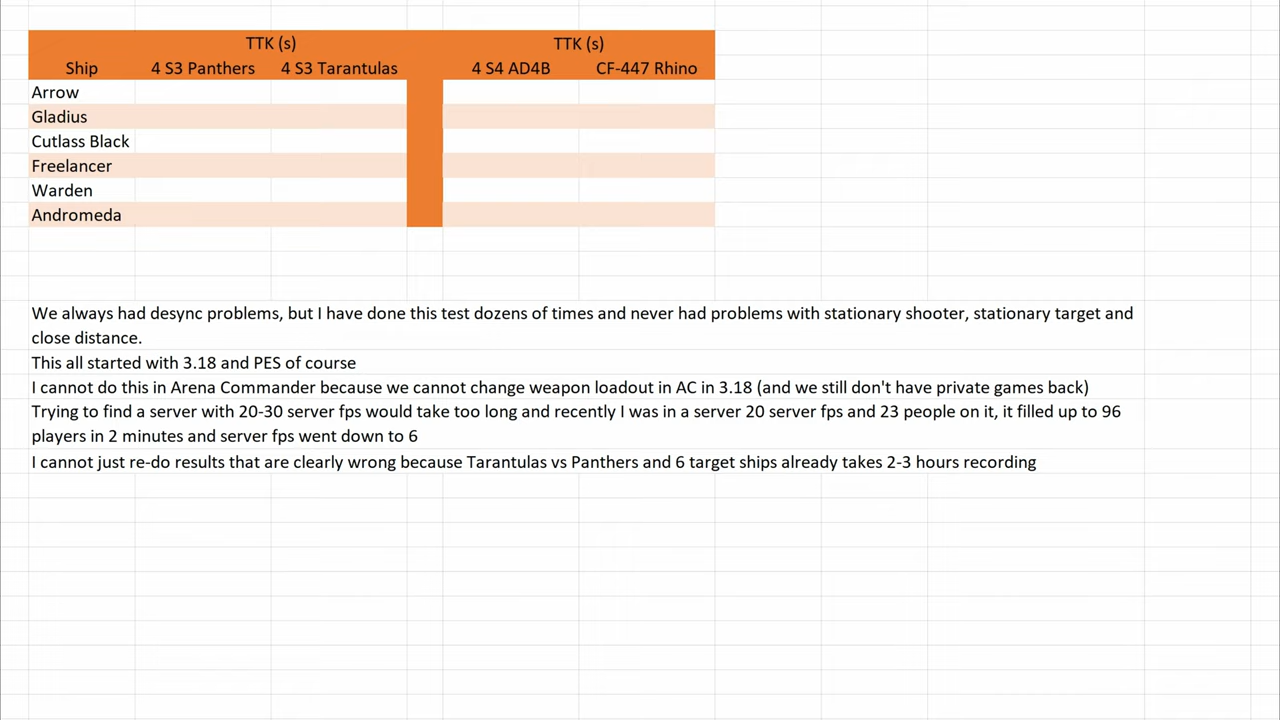 TTK (s) TTK (s)
Ship 4 S3 Panthers 4 S3 Tarantulas 4 S4 AD4B CF-447 Rhino
Arrow
Gladius
Cutlass Black
Freelancer
Warden
Andromeda
We always had desync problems, but I have done this test dozens of times and never had problems with stationary shooter, stationary target and
close distance.
This all started with 3.18 and PES of course
I cannot do this in Arena Commander because we cannot change weapon loadout in AC in 3.18 (and we still don't have private games back)
Trying to find a server with 20-30 server fps would take too long and recently I was in a server 20 server fps and 23 people on it, it filled up to 96
players in 2 minutes and server fps went down to 6
I cannot just re-do results that are clearly wrong because Tarantulas vs Panthers and 6 target ships already takes 2-3 hours recording